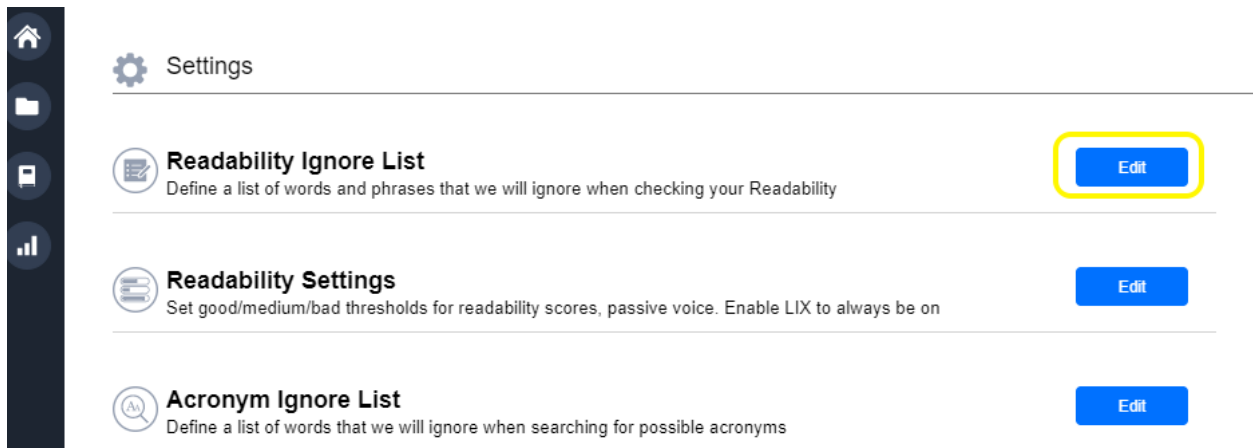 Settings
Readability Ignore List
Edit
Define a list of words and phrases that we will ignore when checking your Readability
Readability Settings
Edit
Set good/medium/bad thresholds for readability scores, passive voice. Enable LIX to always be on
Acronym Ignore List
Edit
Define a list of words that we will ignore when searching for possible acronyms